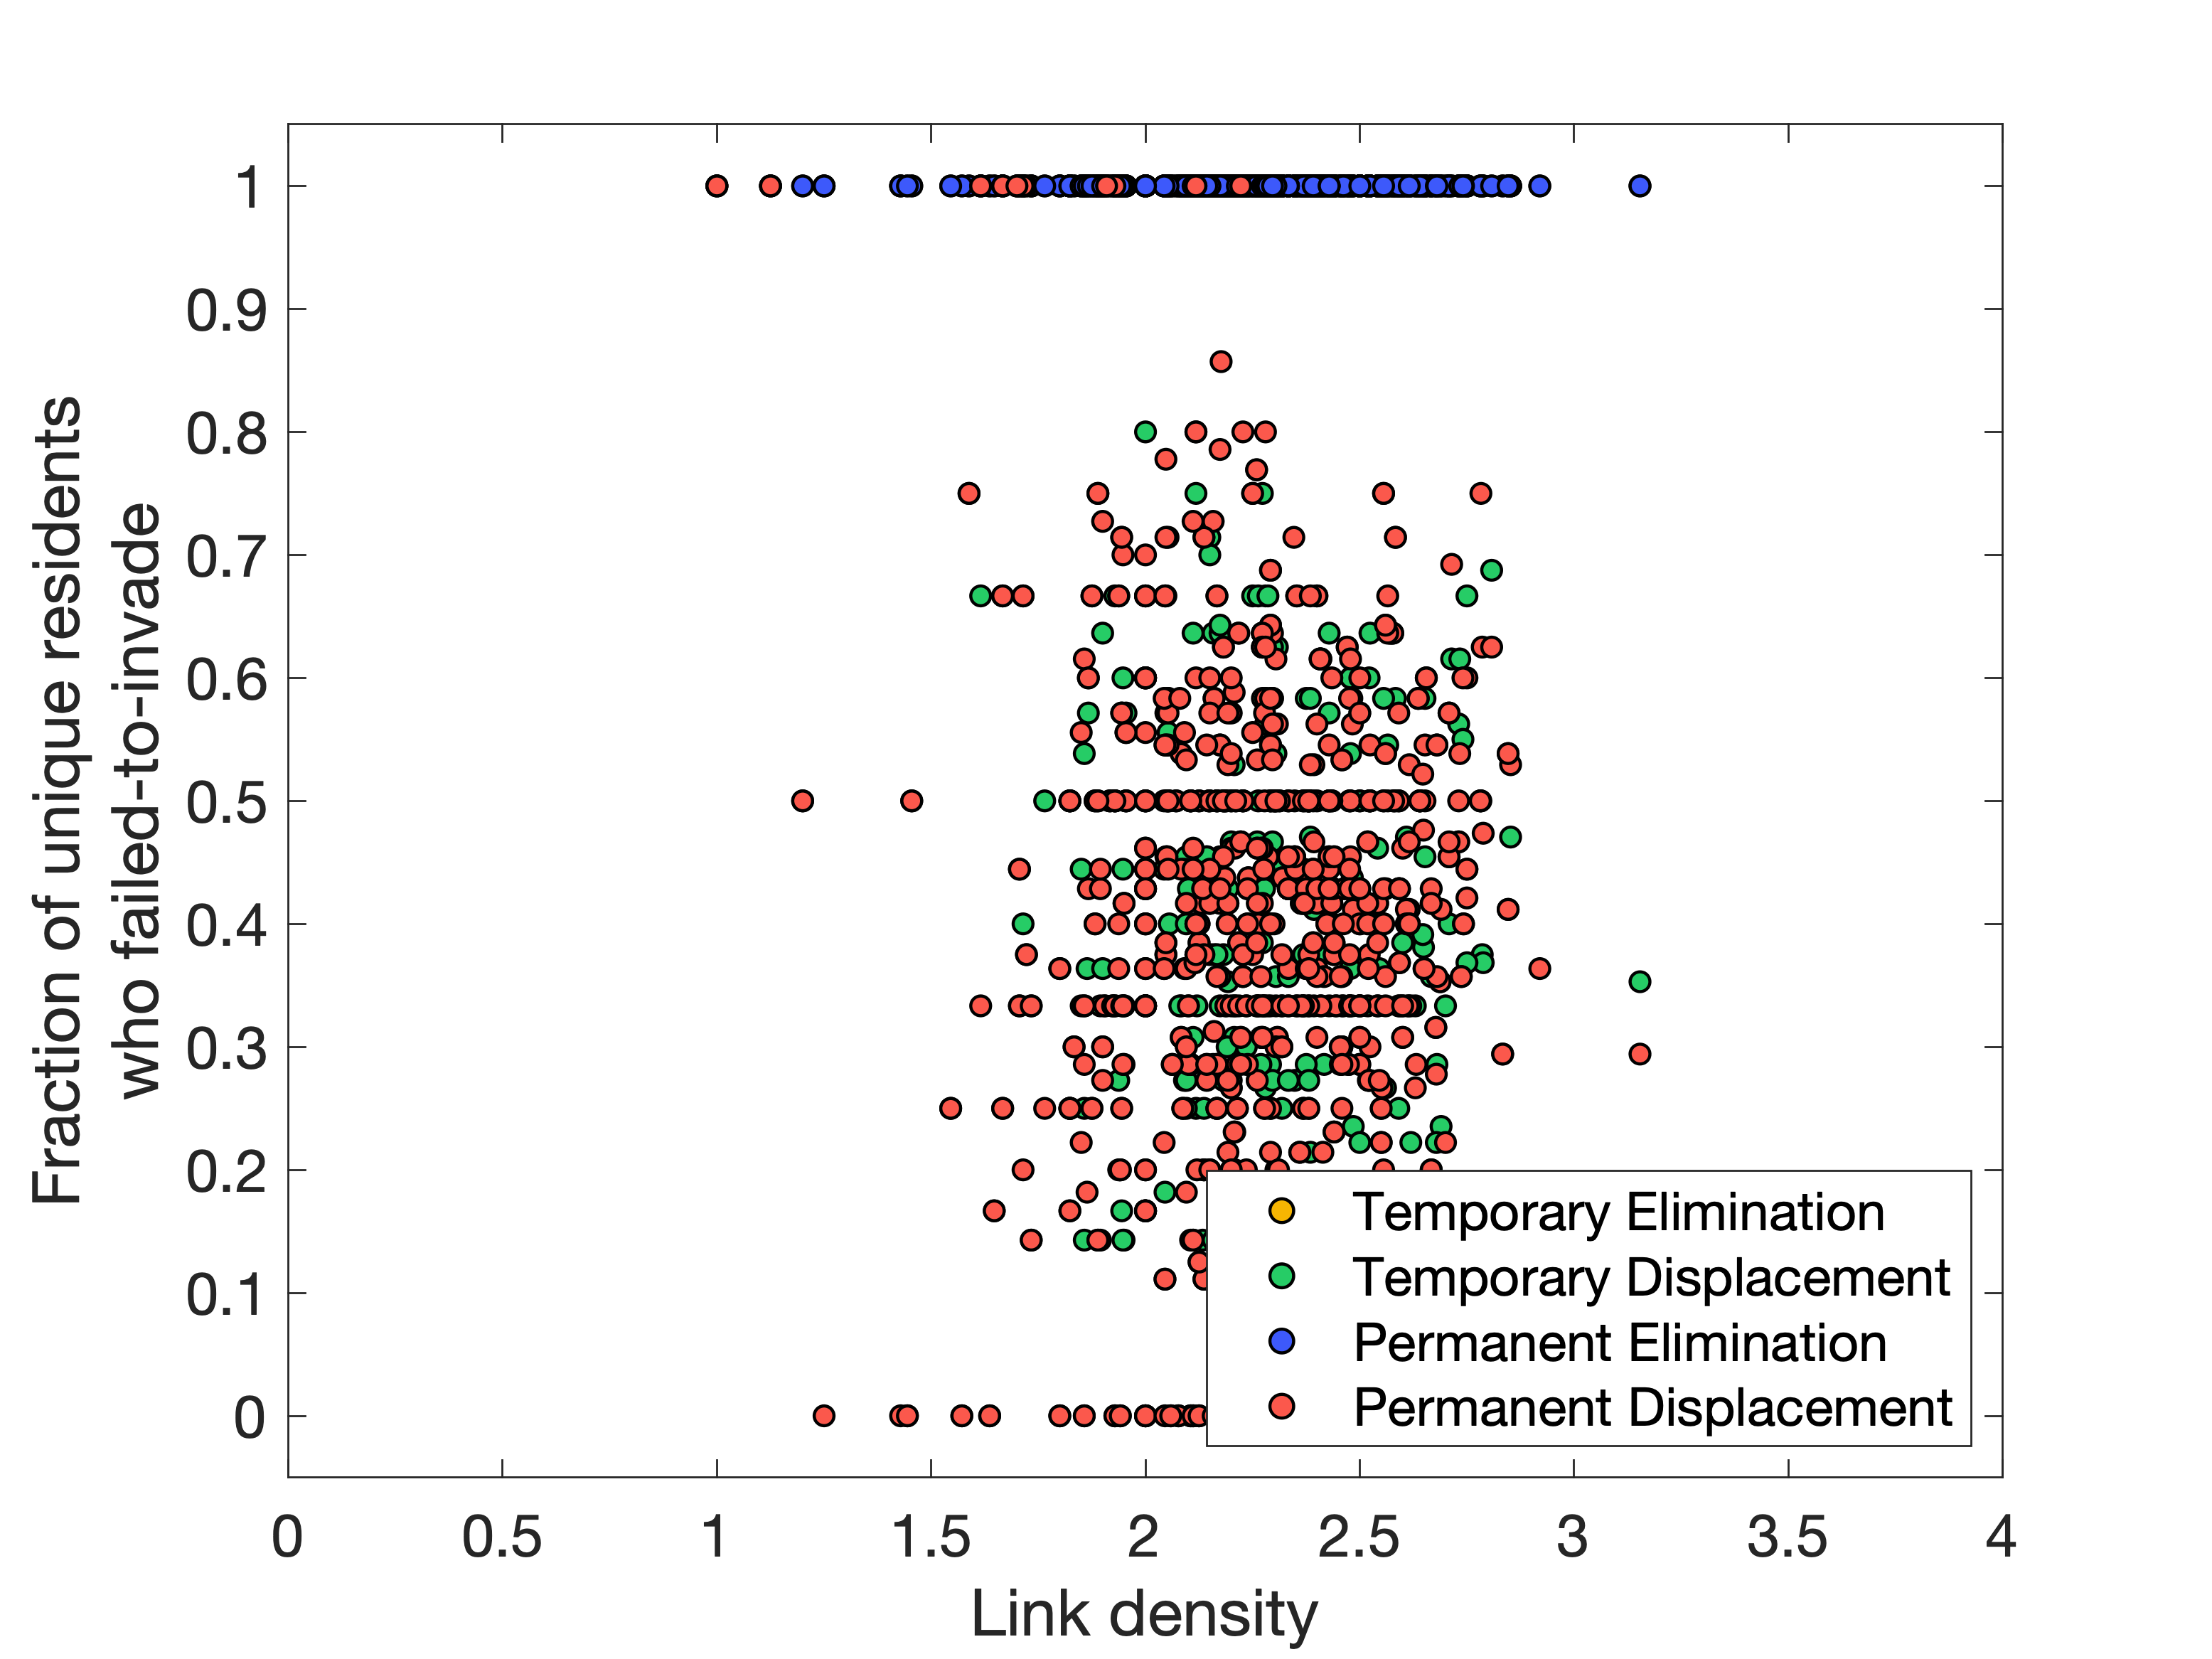 Fraction of unique residents
who failed-to-invade
1
0.9
0.8
0.7
0.6
0.5
0.4
0.3
0.2
0.1
0
Temporary Elimination
Temporary Displacement
Permanent Elimination
Permanent Displacement
0 0.5 1 1.5 2 2.5 3 3.5 4
Link density